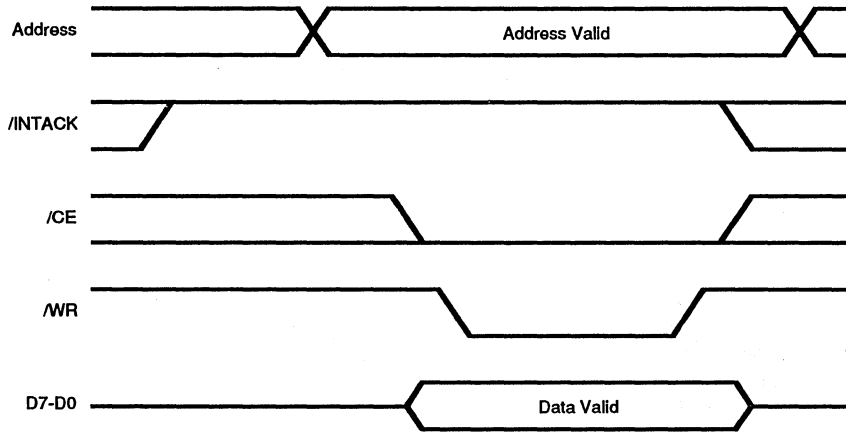 Address
Address Valid
/INTACK
/CE
/WR
D7-D0
Data Valid